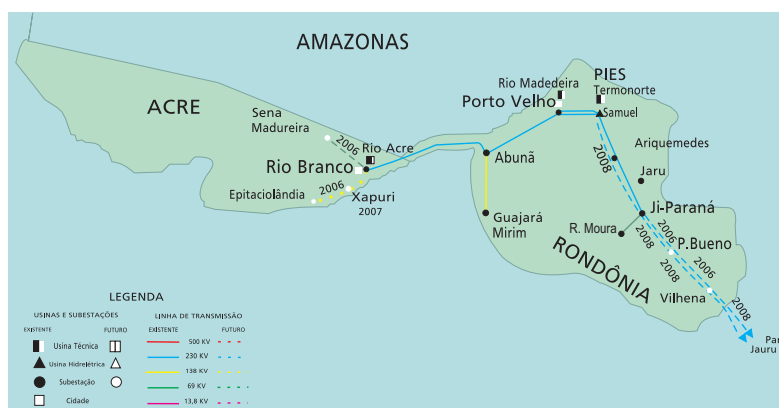 AMAZONAS
ACRE
Sena
Madureira
2006
Rio Acre
Rio Branco
Epitaciolândia
2006
Xapuri
2007
Abunã
Guajará
Mirim
Rio Madedeira
Porto Velho
PIES
Termonorte
Samuel
Ariquemedes
2008
Jaru
Ji-Paraná
R. Moura
RONDÔNIA
2006
2008
P.Bueno
2008
2006
Vilhena
2008
Par
Jauru
LEGENDA
USINAS E SUBESTAÇÕES
LINHA DE TRANSMISSÃO
EXISTENTE FUTURO EXISTENTE FUTURO
Usina Técnica
500 KV
Usina Hidrelétrica
230 KV
138 KV
Subestação
69 KV
Cidade
13,8 KV